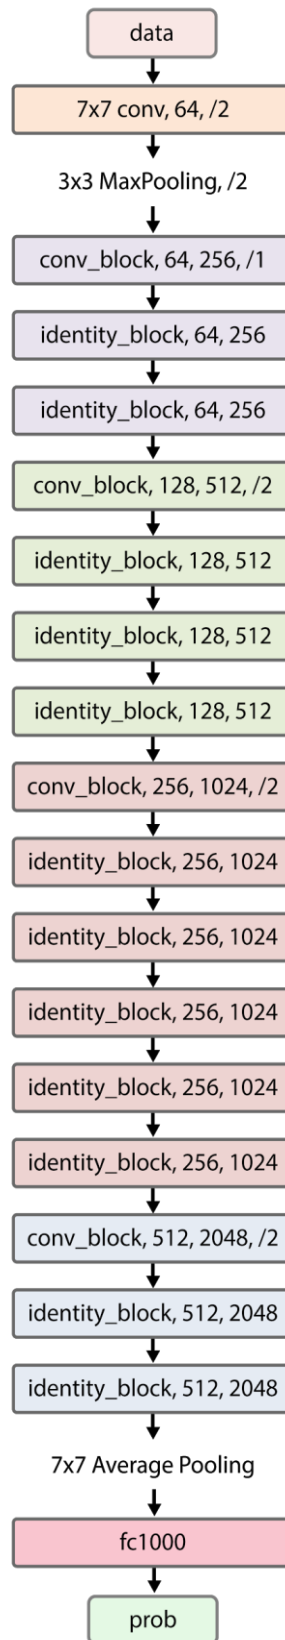 data
7x7 conv, 64, /2
3x3 MaxPooling, /2
conv_block, 64, 256, /1
identity_block, 64, 256
identity_block, 64, 256
conv_block, 128, 512, /2
identity_block, 128, 512
identity_block, 128, 512
identity_block, 128, 512
conv_block, 256, 1024, /2
identity_block, 256, 1024
identity_block, 256, 1024
identity_block, 256, 1024
identity_block, 256, 1024
identity_block, 256, 1024
conv_block, 512, 2048, /2
identity_block, 512, 2048
identity_block, 512, 2048
7x7 Average Pooling
fc1000
prob